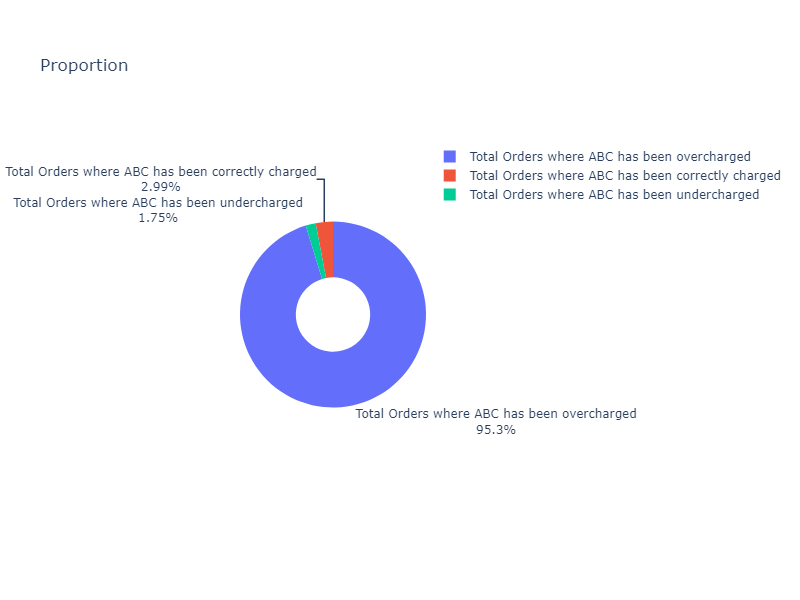 Proportion
Total Orders where ABC has been overcharged
Total Orders where ABC has been correctly charged
Total Orders where ABC has been undercharged
Total Orders where ABC has been correctly charged
2.99%
Total Orders where ABC has been undercharged
1.75%
Total Orders where ABC has been overcharged
95.3%